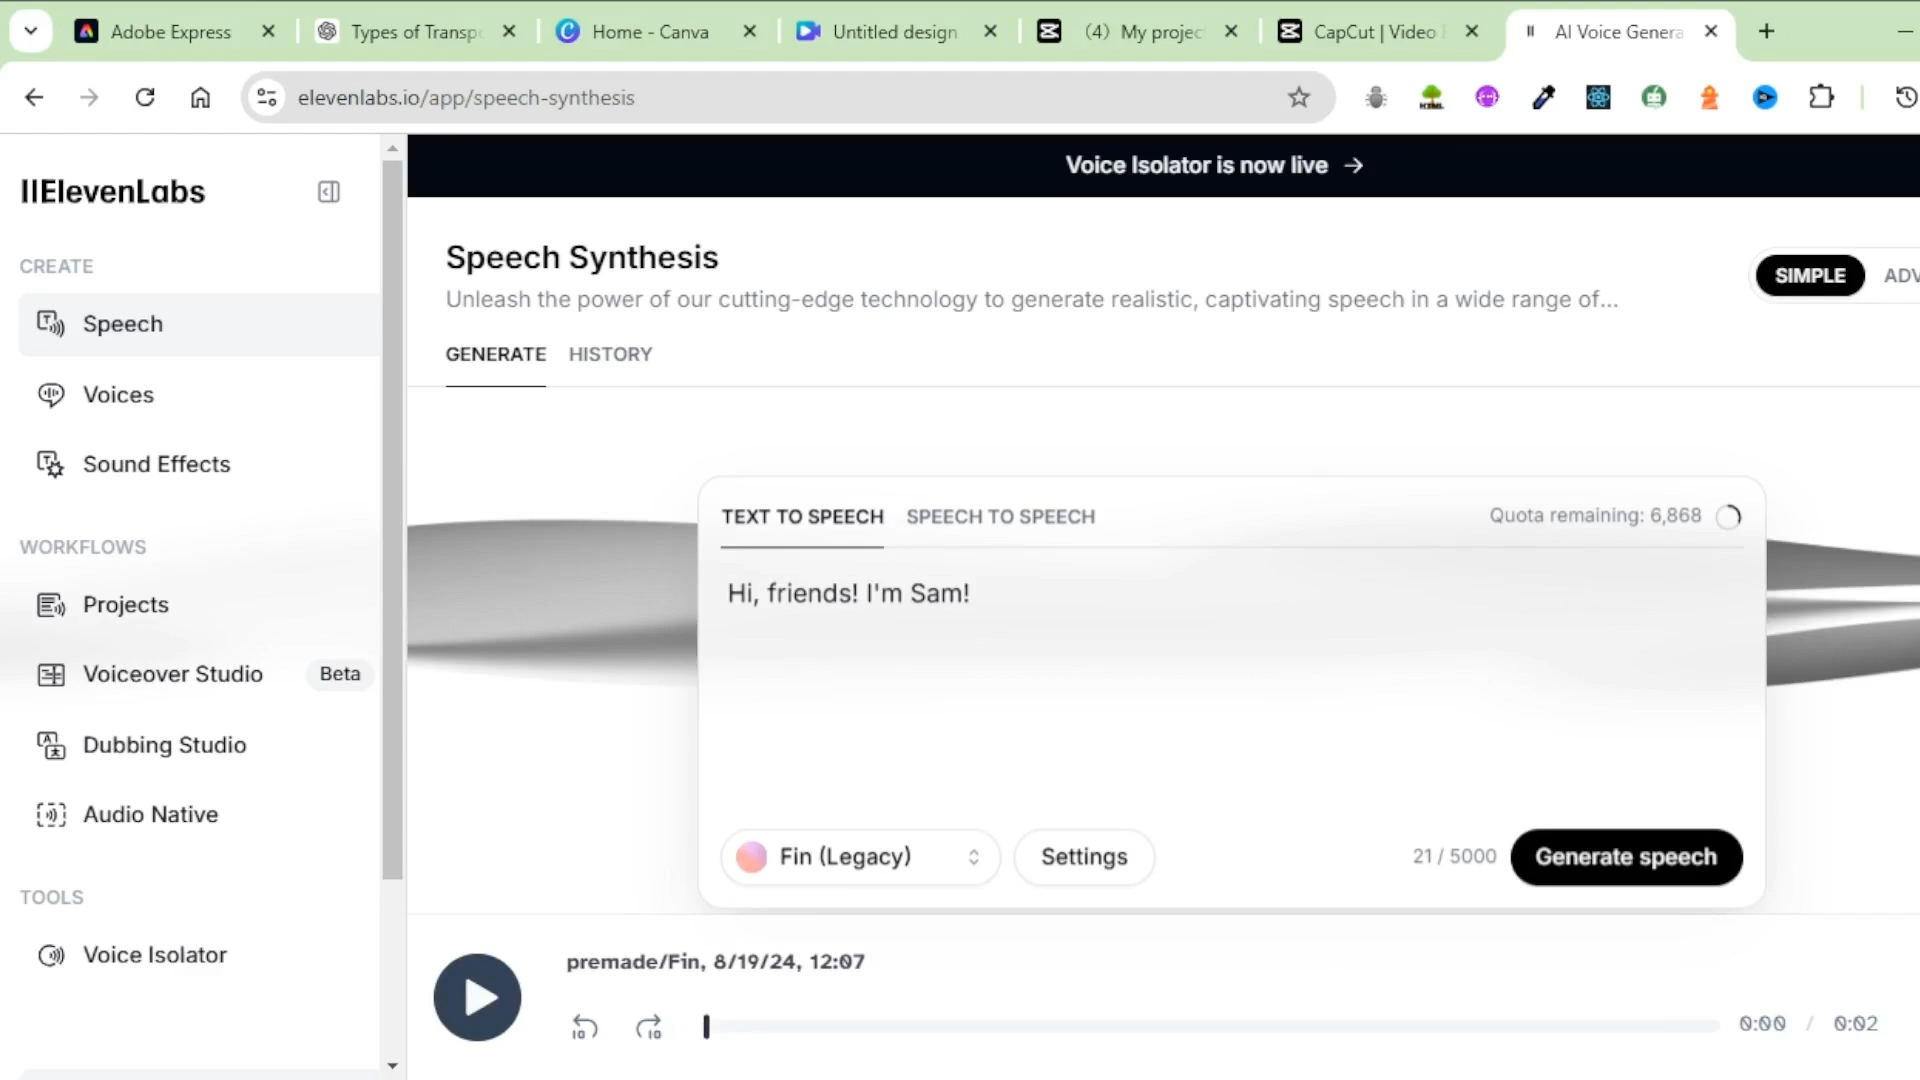 Adobe Express
Types of Transp
Home - Canva
Untitled design
(4) My projec
CapCut | Video
AI Voice Genera
elevenlabs.io/app/speech-synthesis
IIElevenLabs
Voice Isolator is now live →
CREATE
Speech
Voices
Sound Effects
WORKFLOWS
Projects
Voiceover Studio Beta
Dubbing Studio
Audio Native
TOOLS
Voice Isolator
Speech Synthesis
Unleash the power of our cutting-edge technology to generate realistic, captivating speech in a wide range of...
SIMPLE ADV
GENERATE HISTORY
TEXT TO SPEECH SPEECH TO SPEECH Quota remaining: 6,868
Hi, friends! I'm Sam!
Fin (Legacy) Settings 21 / 5000 Generate speech
premade/Fin, 8/19/24, 12:07
10 10 0:00 / 0:02